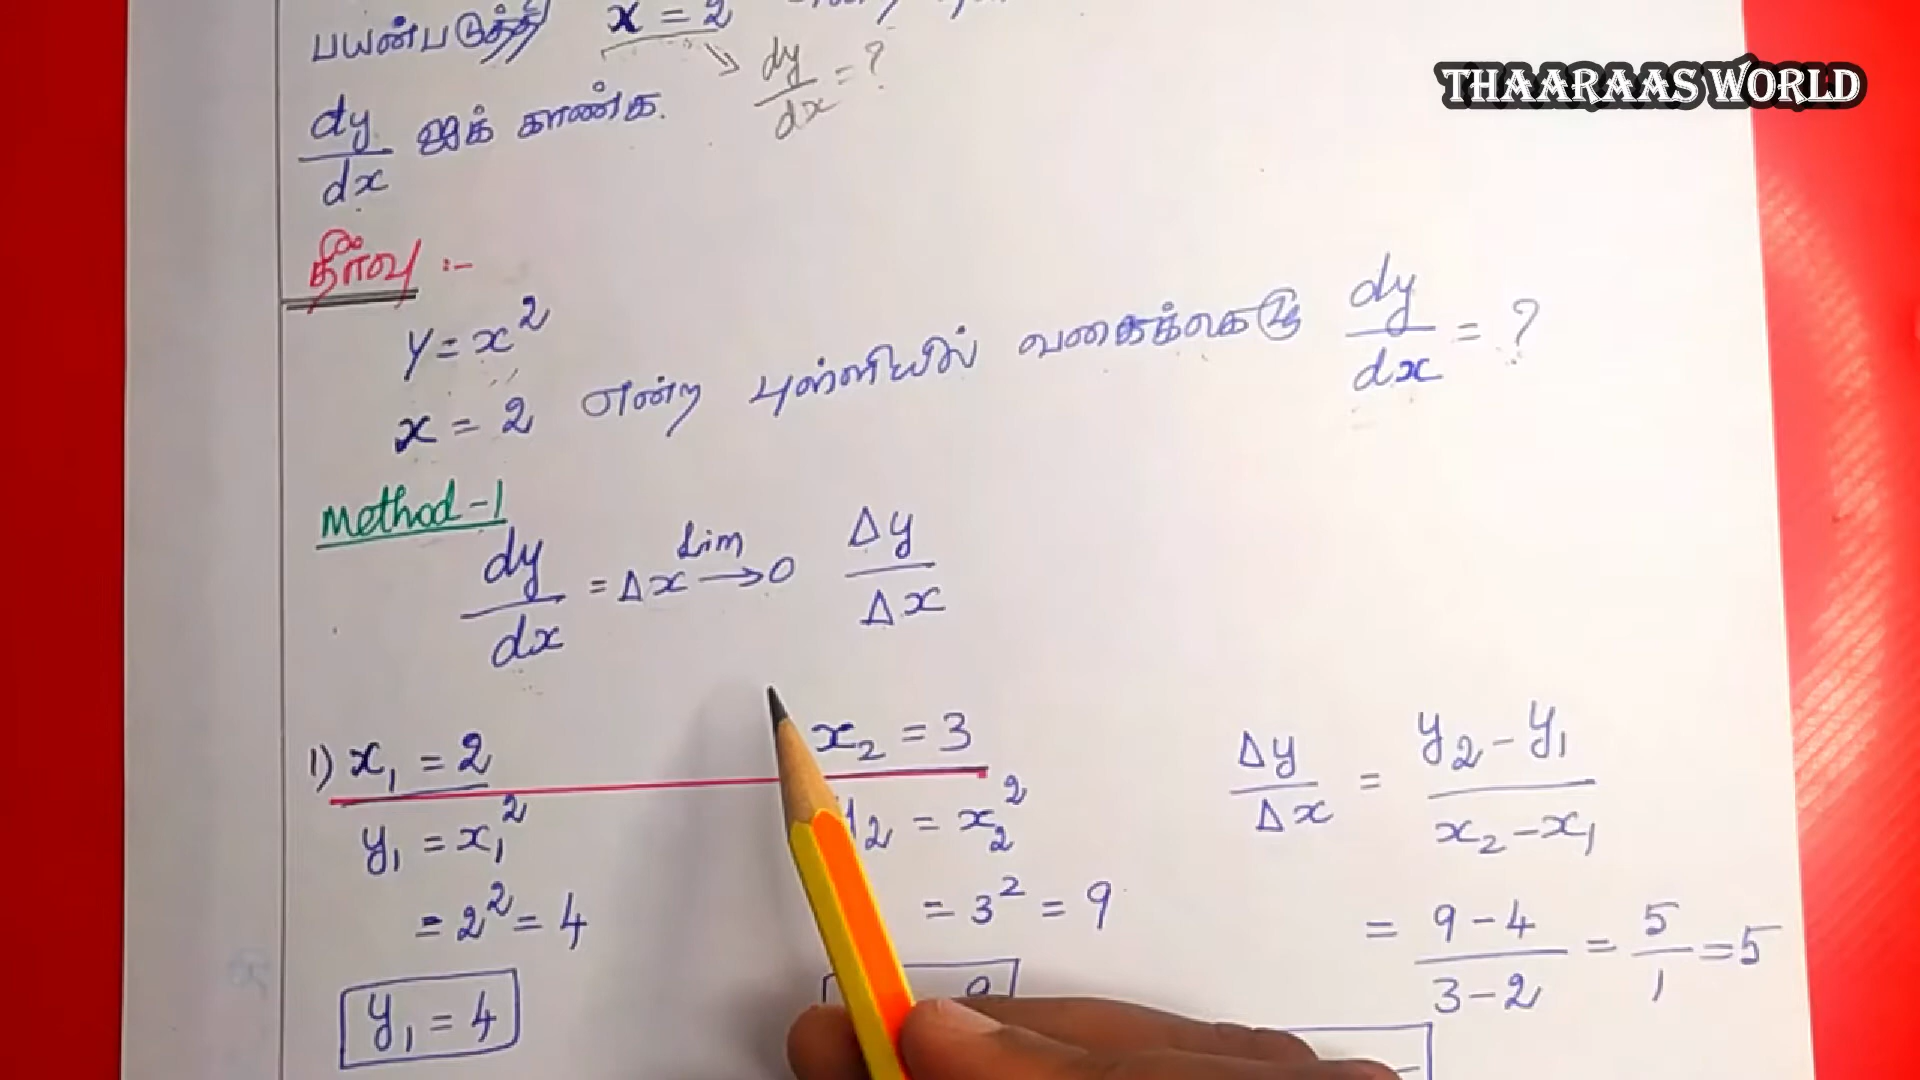 பயன்படுத்தி x = 2
dy/dx = ?
THAARAAS WORLD
dy/dx ஐக் காண்க.
தீர்வு :-
y = x²
x = 2 என்ற புள்ளியில் வகைக்கெழு dy/dx = ?
Method-1
dy/dx = Lim Δx→0 Δy/Δx
1) x₁ = 2 x₂ = 3 Δy/Δx = y₂ - y₁ / x₂ - x₁
y₁ = x₁² y₂ = x₂²
= 2² = 4 = 3² = 9 = 9 - 4 / 3 - 2 = 5/1 = 5
y₁ = 4